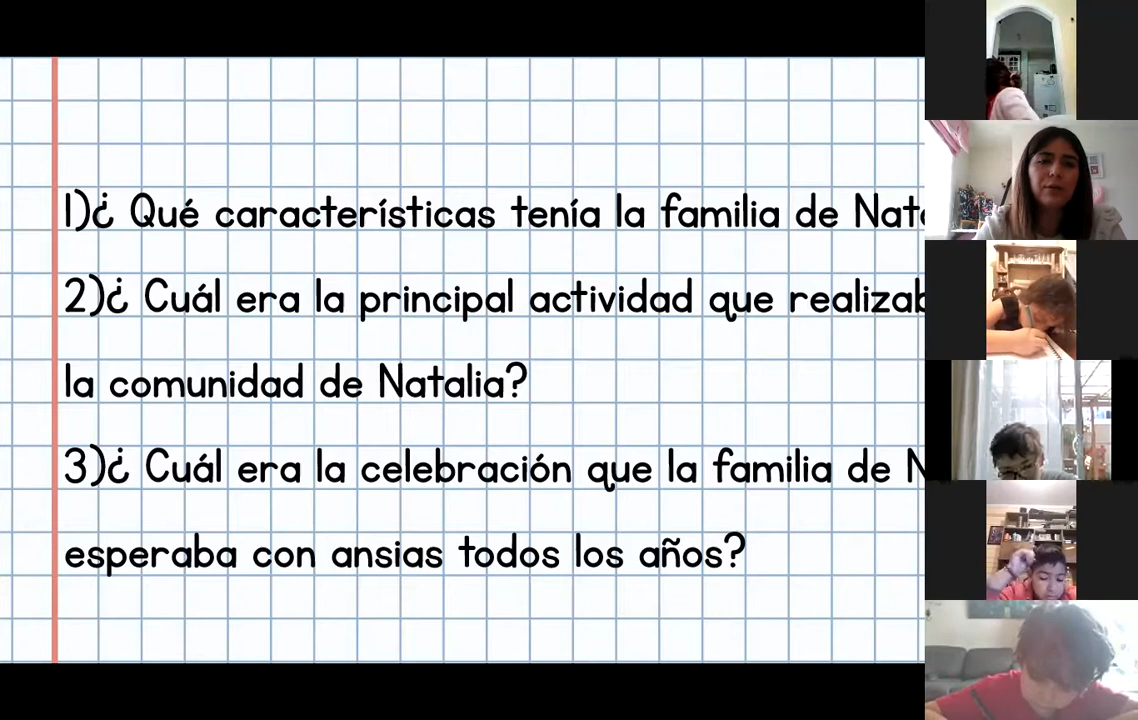 1)¿ Qué características tenía la familia de
2)¿ Cuál era la principal actividad que
la comunidad de Natalia?
3)¿ Cuál era la celebración que la familia de
esperaba con ansias todos los años?